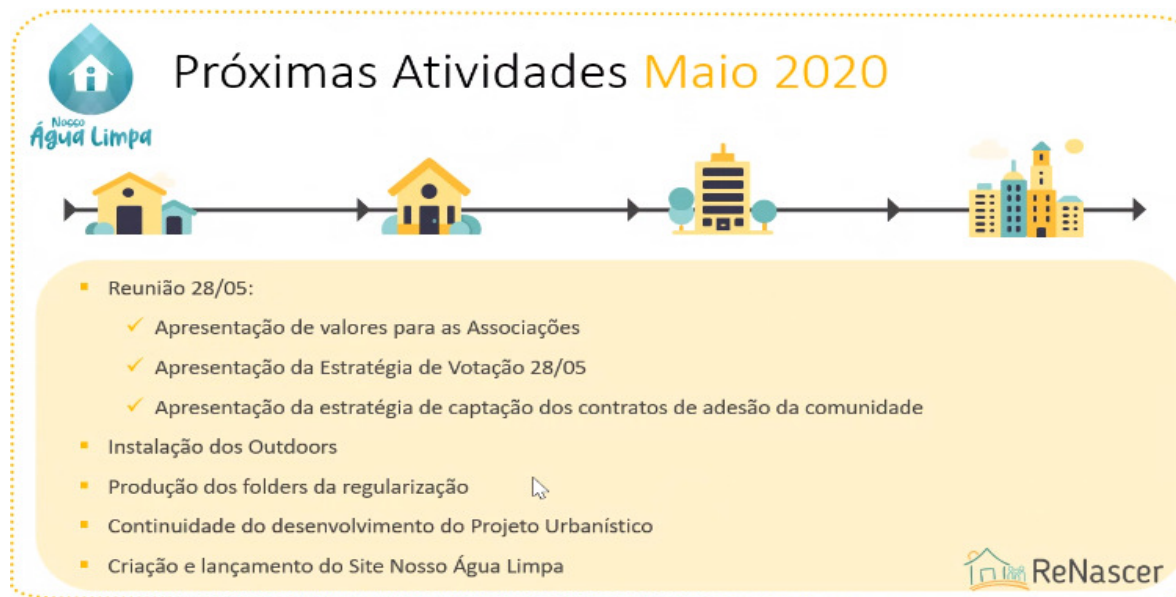 Próximas Atividades Maio 2020
Nosso
Água Limpa
Reunião 28/05:
Apresentação de valores para as Associações
Apresentação da Estratégia de Votação 28/05
Apresentação da estratégia de captação dos contratos de adesão da comunidade
Instalação dos Outdoors
Produção dos folders da regularização
Continuidade do desenvolvimento do Projeto Urbanístico
Criação e lançamento do Site Nosso Água Limpa
ReNascer